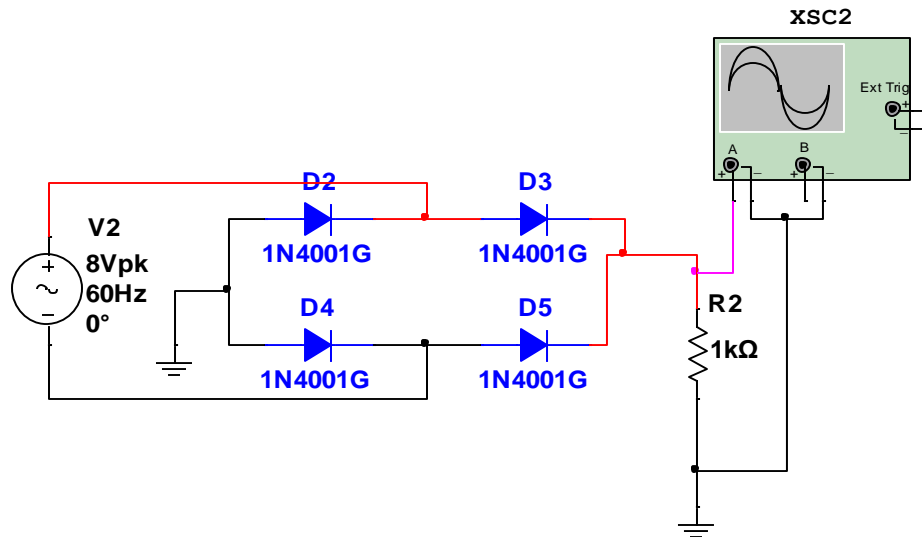 XSC2
Ext Trig
+
−
A
B
+ −
+ −
D2
D3
1N4001G
1N4001G
V2
+
−
8Vpk
60Hz
0°
D4
D5
1N4001G
1N4001G
R2
1kΩ